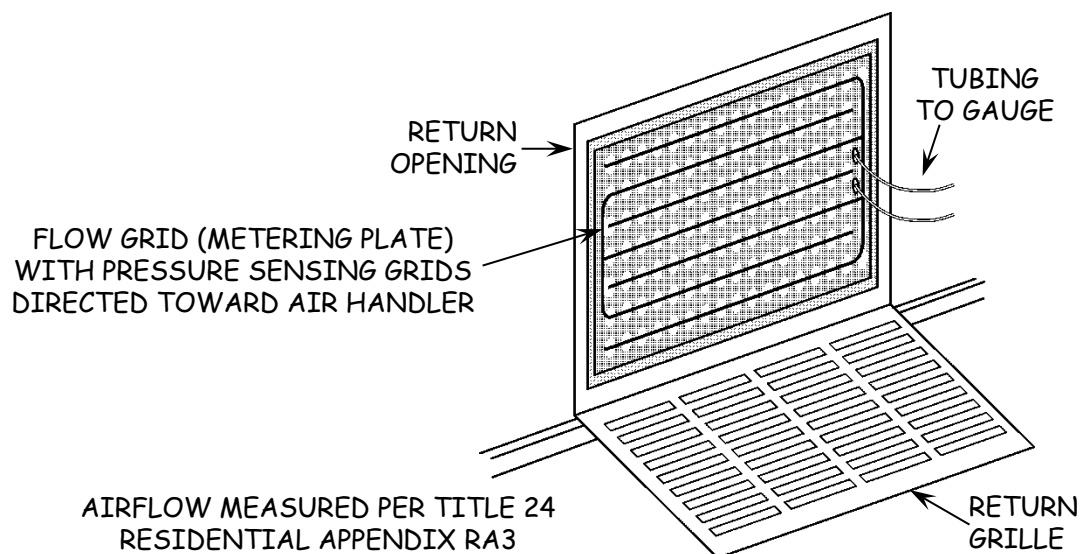 TUBING
TO GAUGE
RETURN
OPENING
FLOW GRID (METERING PLATE)
WITH PRESSURE SENSING GRIDS
DIRECTED TOWARD AIR HANDLER
AIRFLOW MEASURED PER TITLE 24
RESIDENTIAL APPENDIX RA3
RETURN
GRILLE